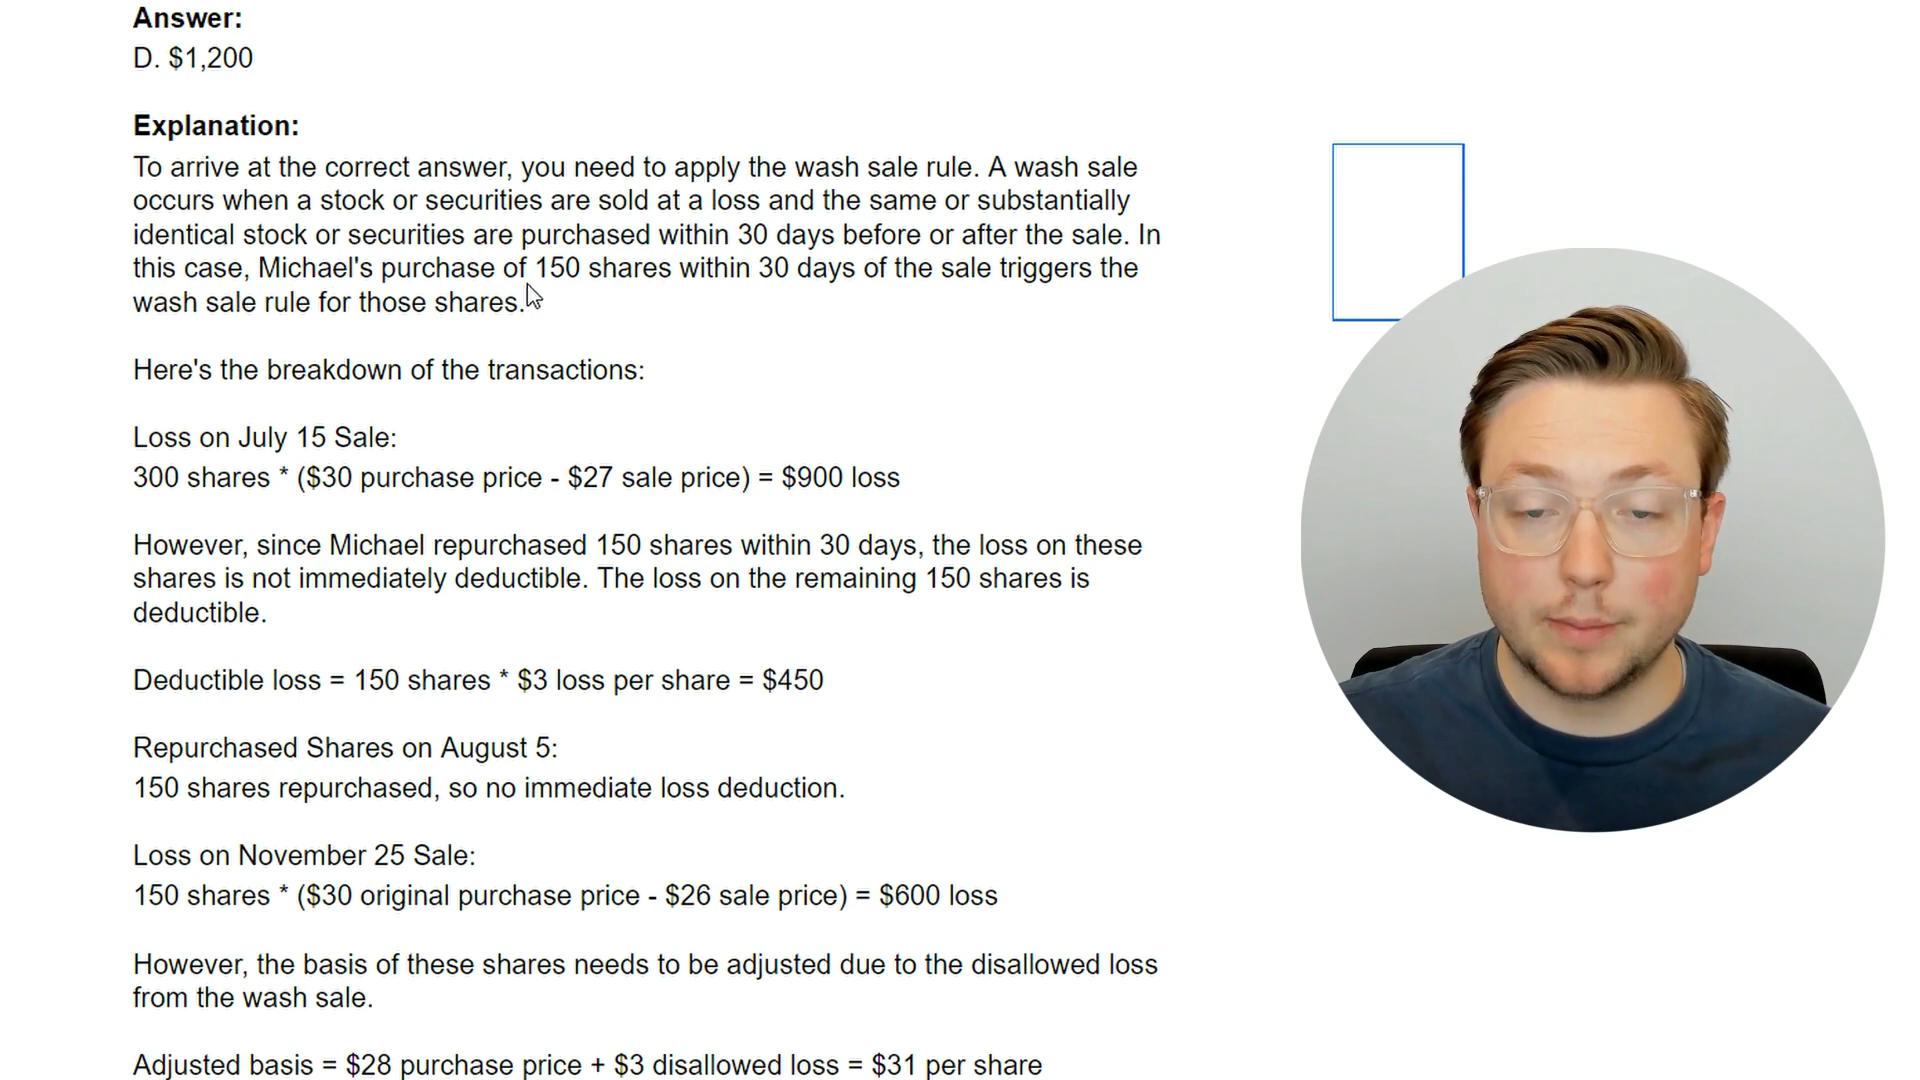 Answer:
D. $1,200
Explanation:
To arrive at the correct answer, you need to apply the wash sale rule. A wash sale
occurs when a stock or securities are sold at a loss and the same or substantially
identical stock or securities are purchased within 30 days before or after the sale. In
this case, Michael's purchase of 150 shares within 30 days of the sale triggers the
wash sale rule for those shares.
Here's the breakdown of the transactions:
Loss on July 15 Sale:
300 shares * ($30 purchase price - $27 sale price) = $900 loss
However, since Michael repurchased 150 shares within 30 days, the loss on these
shares is not immediately deductible. The loss on the remaining 150 shares is
deductible.
Deductible loss = 150 shares * $3 loss per share = $450
Repurchased Shares on August 5:
150 shares repurchased, so no immediate loss deduction.
Loss on November 25 Sale:
150 shares * ($30 original purchase price - $26 sale price) = $600 loss
However, the basis of these shares needs to be adjusted due to the disallowed loss
from the wash sale.
Adjusted basis = $28 purchase price + $3 disallowed loss = $31 per share